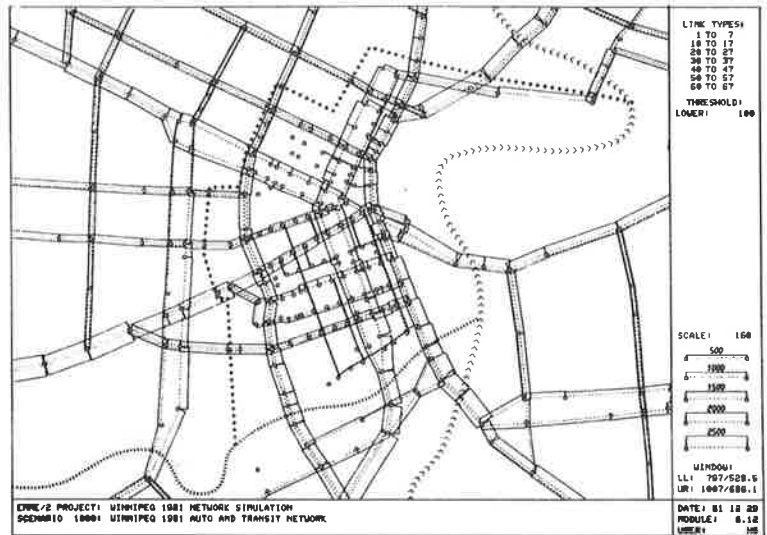 LINK TYPES:
1 TO 7
10 TO 17
20 TO 27
30 TO 37
40 TO 47
50 TO 57
60 TO 67
THRESHOLD:
LOWER: 100
SCALE: 160
500
1000
1500
2000
2500
WINDOW:
LL: 797/528.5
UR: 1007/686.1
EMME/2 PROJECT: WINNIPEG 1981 NETWORK SIMULATION
SCENARIO 1000: WINNIPEG 1981 AUTO AND TRANSIT NETWORK
DATE: 81 12 29
MODULE: 6.12